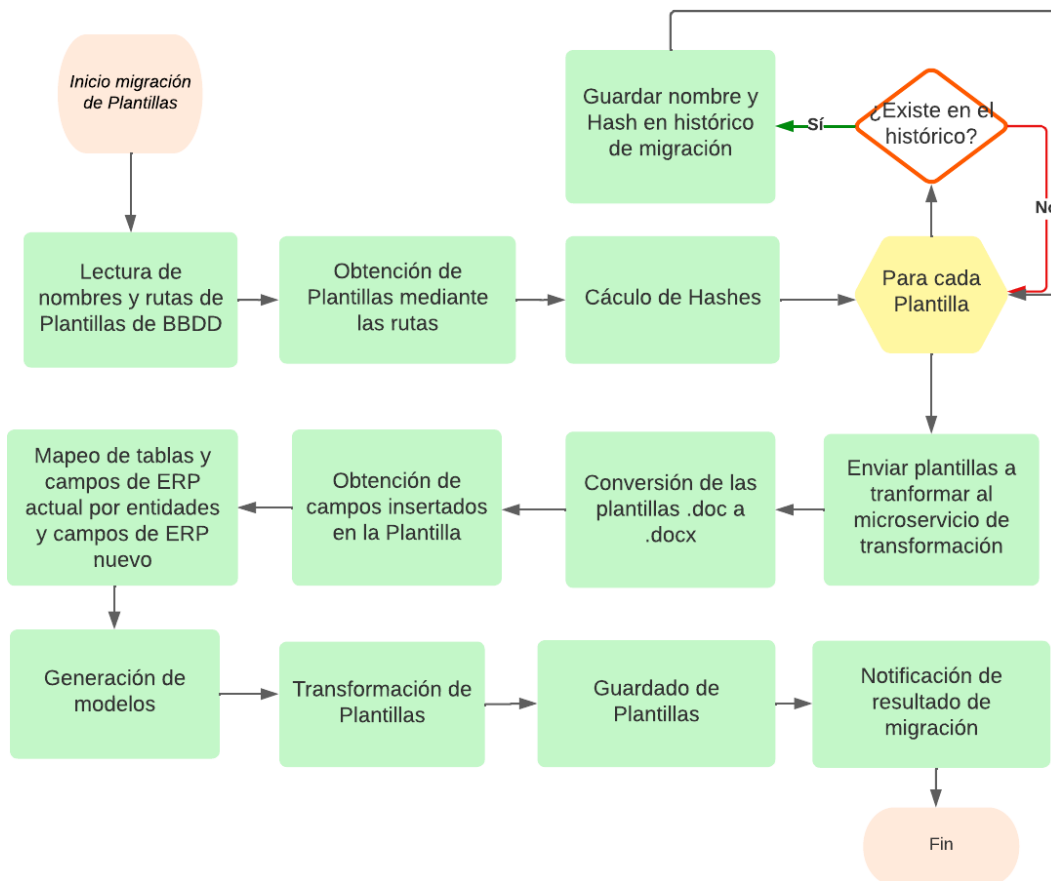 Inicio migración
de Plantillas
Guardar nombre y
Hash en histórico
de migración
Sí
¿Existe en el
histórico?
No
Lectura de
nombres y rutas de
Plantillas de BBDD
Obtención de
Plantillas mediante
las rutas
Cáculo de Hashes
Para cada
Plantilla
Mapeo de tablas y
campos de ERP
actual por entidades
y campos de ERP
nuevo
Obtención de
campos insertados
en la Plantilla
Conversión de las
plantillas .doc a
.docx
Enviar plantillas a
tranformar al
microservicio de
transformación
Generación de
modelos
Transformación de
Plantillas
Guardado de
Plantillas
Notificación de
resultado de
migración
Fin